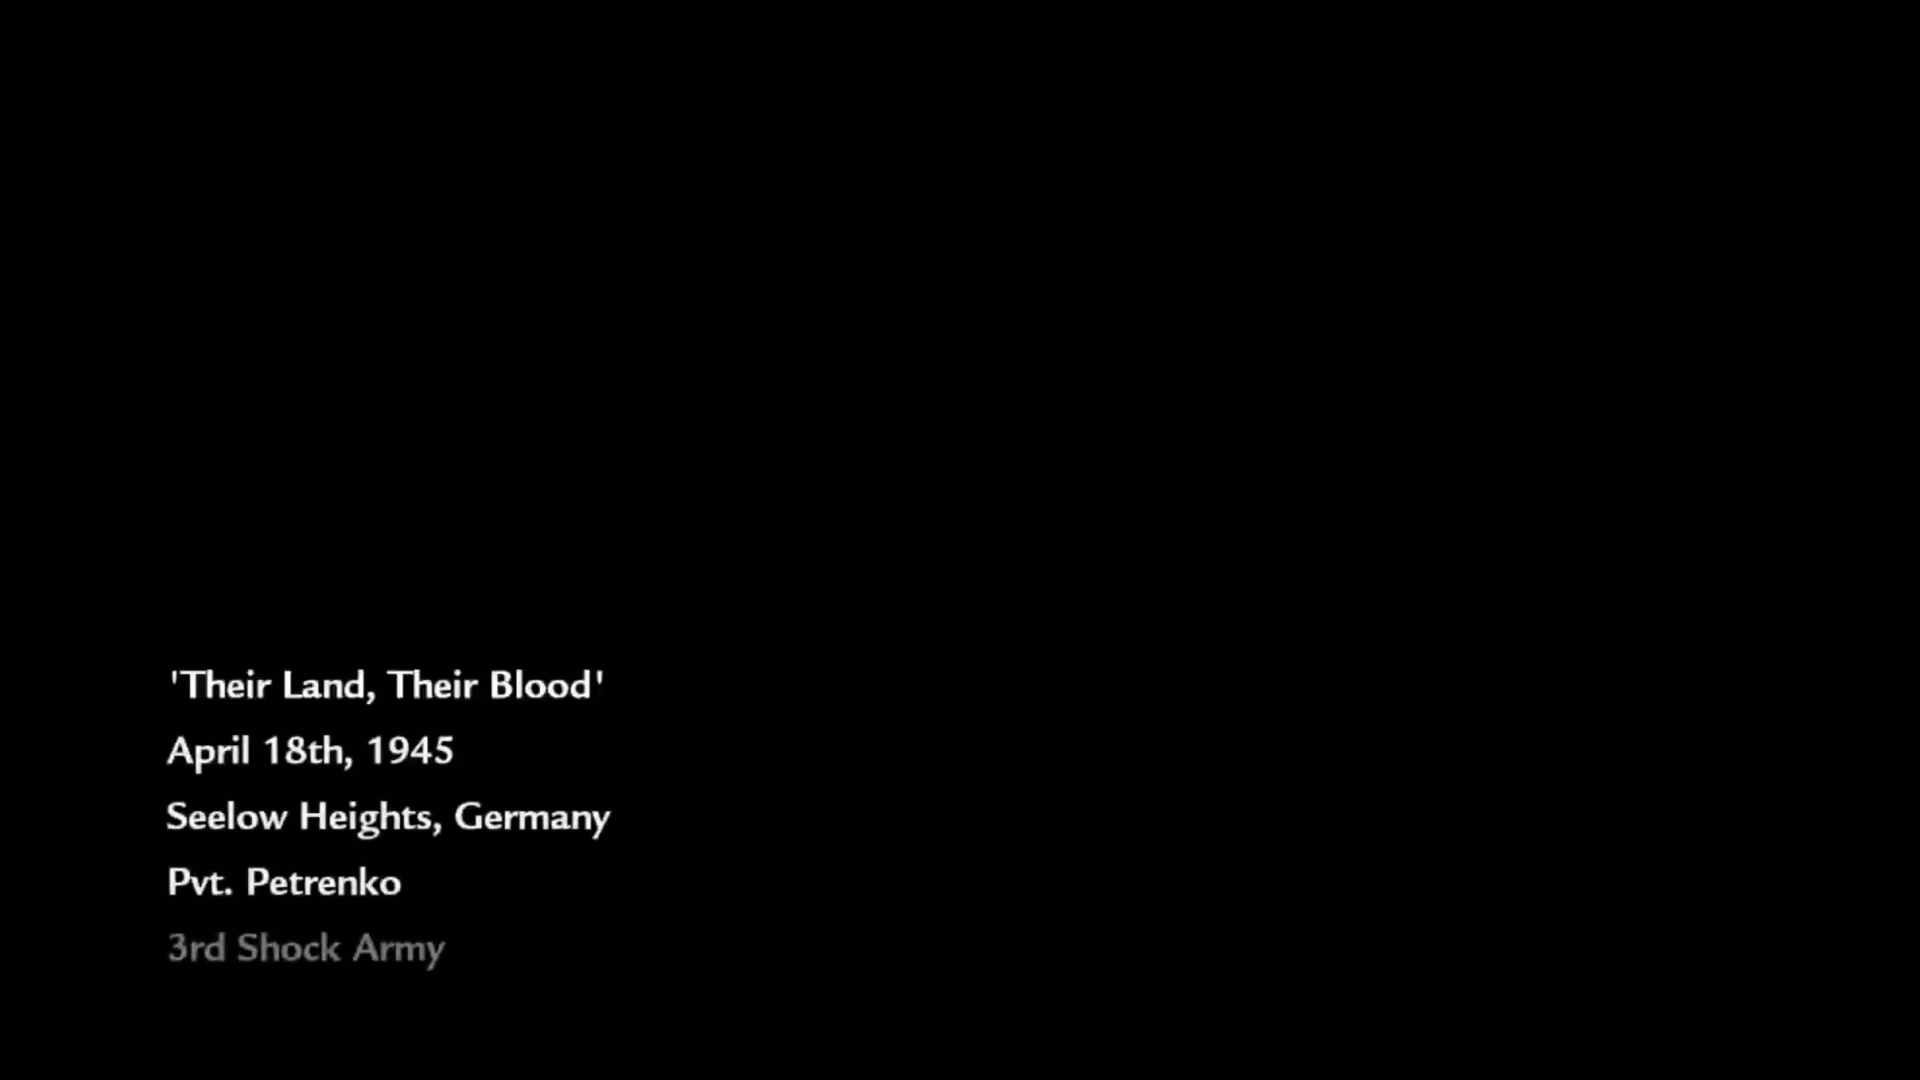 'Their Land, Their Blood'
April 18th, 1945
Seelow Heights, Germany
Pvt. Petrenko
3rd Shock Army